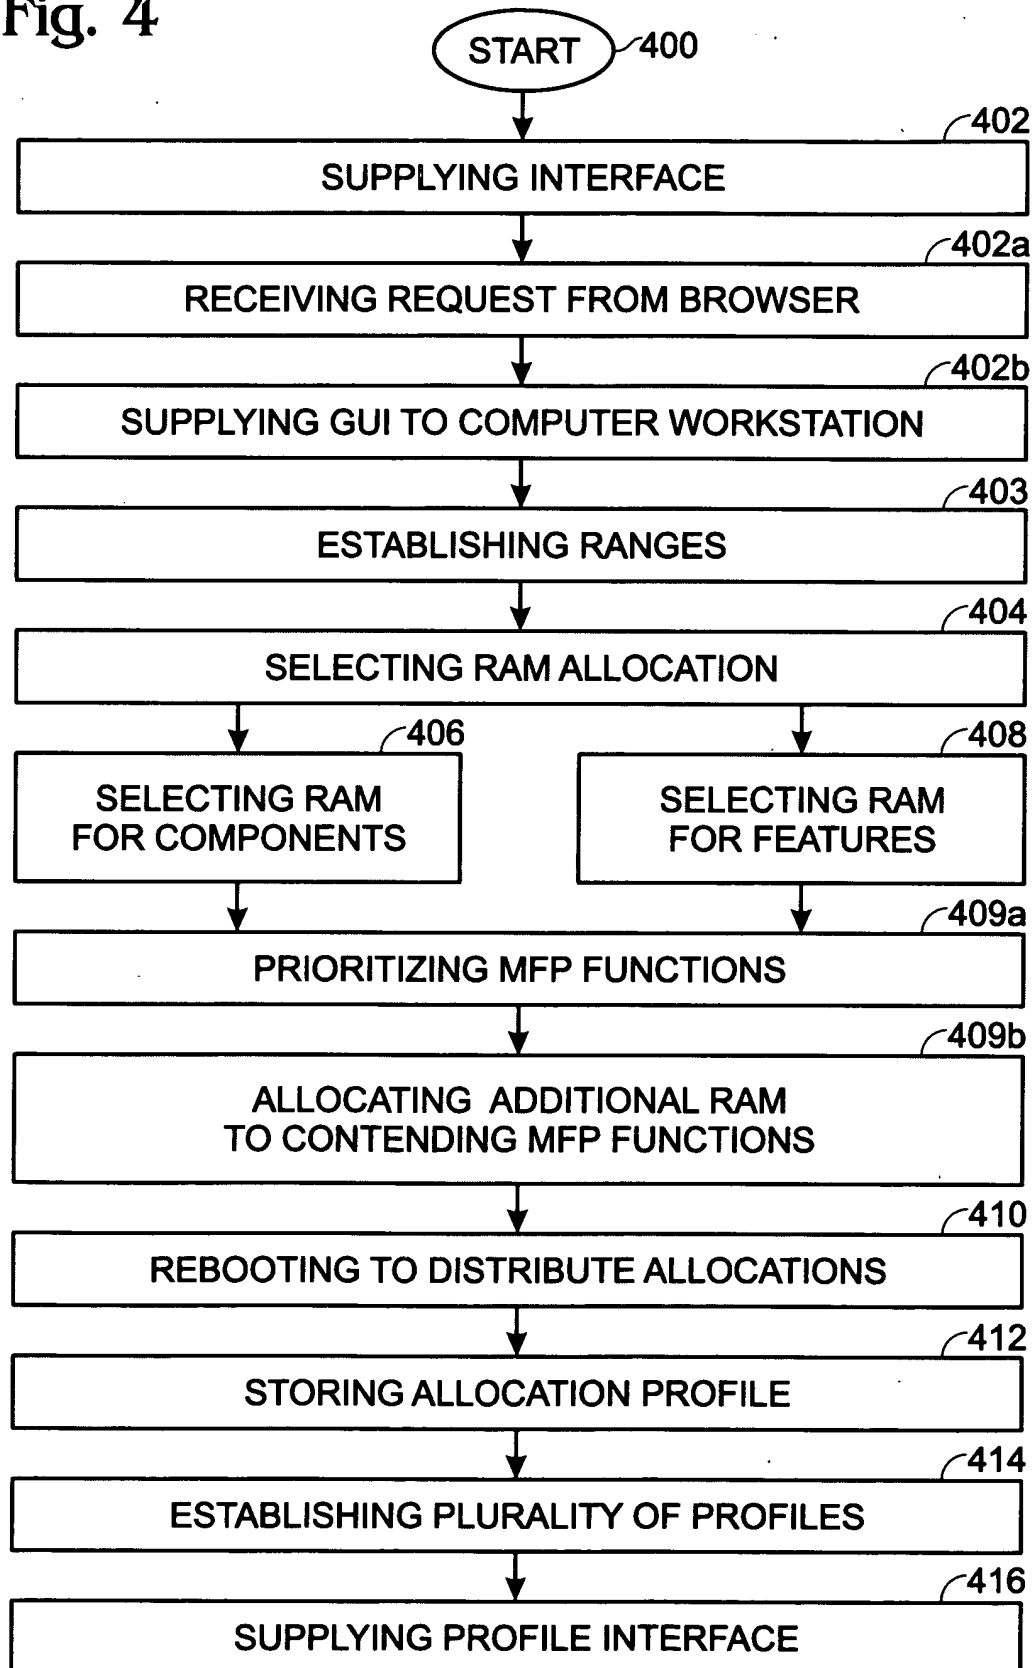 Fig. 4
START
400
402
SUPPLYING INTERFACE
402a
RECEIVING REQUEST FROM BROWSER
402b
SUPPLYING GUI TO COMPUTER WORKSTATION
403
ESTABLISHING RANGES
404
SELECTING RAM ALLOCATION
406
SELECTING RAM
FOR COMPONENTS
408
SELECTING RAM
FOR FEATURES
409a
PRIORITIZING MFP FUNCTIONS
409b
ALLOCATING ADDITIONAL RAM
TO CONTENDING MFP FUNCTIONS
410
REBOOTING TO DISTRIBUTE ALLOCATIONS
412
STORING ALLOCATION PROFILE
414
ESTABLISHING PLURALITY OF PROFILES
416
SUPPLYING PROFILE INTERFACE